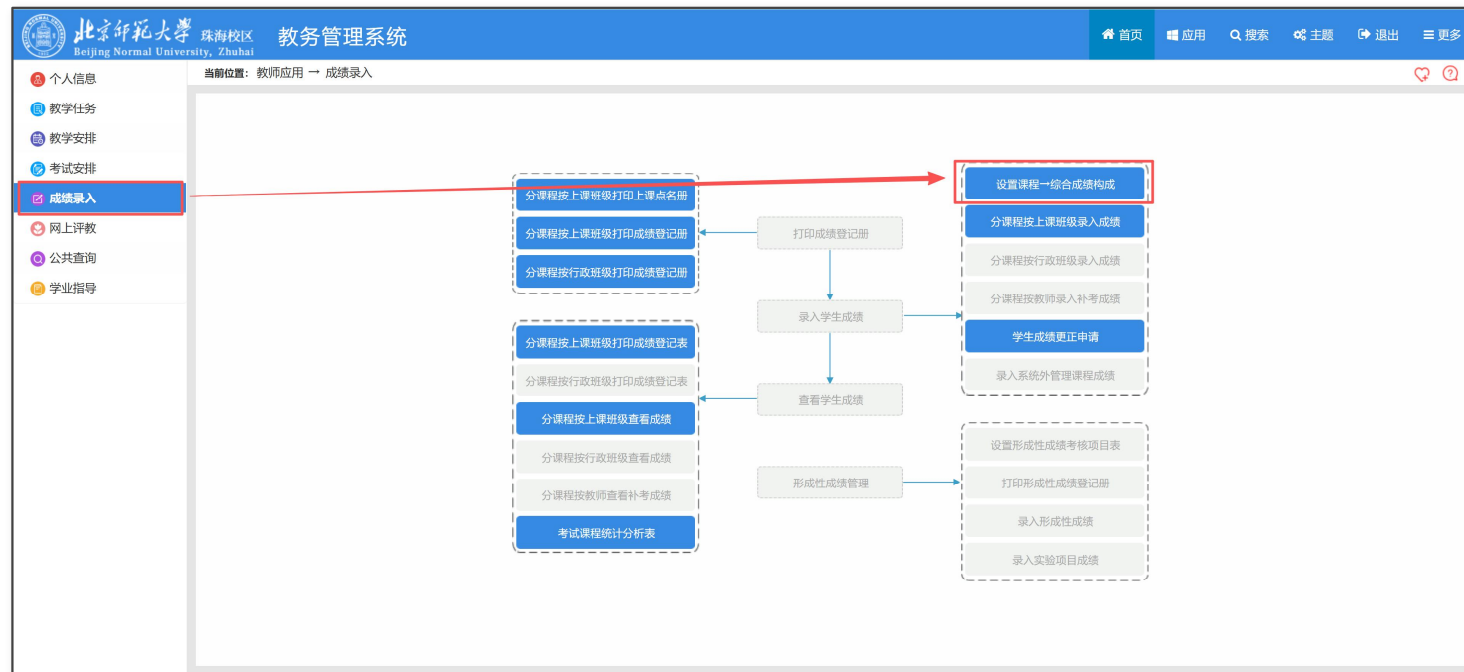 北京师范大学 珠海校区 教务管理系统
Beijing Normal University, Zhuhai
首页 应用 搜索 主题 退出 更多
个人信息
教学任务
教学安排
考试安排
成绩录入
网上评教
公共查询
学业指导
当前位置： 教师应用 → 成绩录入
分课程按上课班级打印上课点名册
分课程按上课班级打印成绩登记册
分课程按行政班级打印成绩登记册
分课程按上课班级打印成绩登记表
分课程按行政班级打印成绩登记表
分课程按上课班级查看成绩
分课程按行政班级查看成绩
分课程按教师查看补考成绩
考试课程统计分析表
打印成绩登记册
录入学生成绩
查看学生成绩
形成性成绩管理
设置课程→综合成绩构成
分课程按上课班级录入成绩
分课程按行政班级录入成绩
分课程按教师录入补考成绩
学生成绩更正申请
录入系统外管理课程成绩
设置形成性成绩考核项目表
打印形成性成绩登记册
录入形成性成绩
录入实验项目成绩